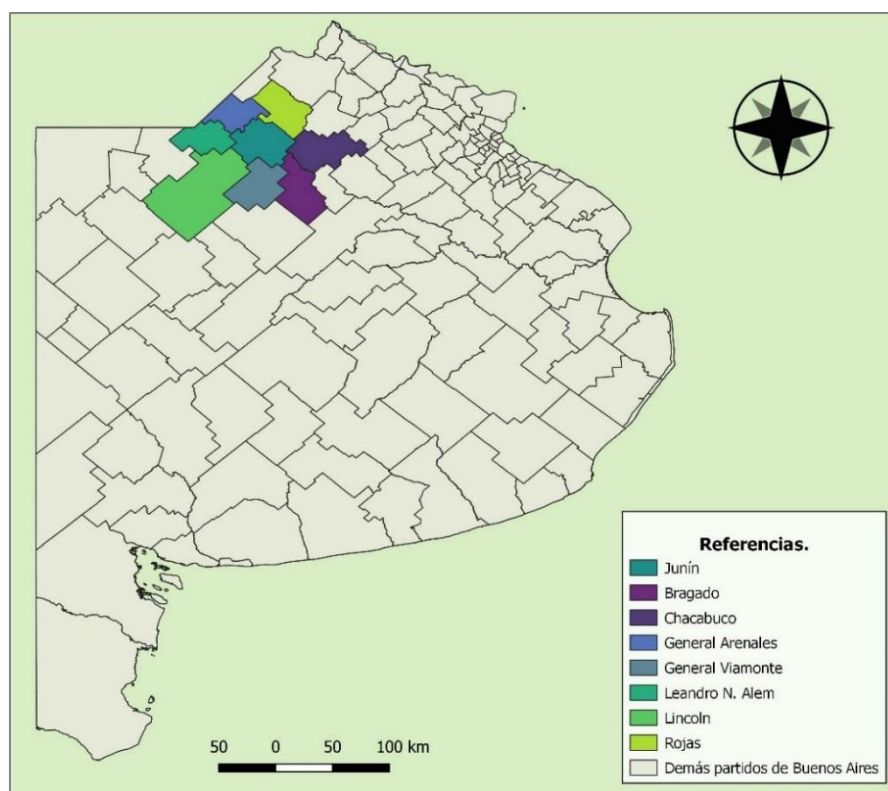 Referencias.
Junín
Bragado
Chacabuco
General Arenales
General Viamonte
Leandro N. Alem
Lincoln
Rojas
Demás partidos de Buenos Aires
50 0 50 100 km